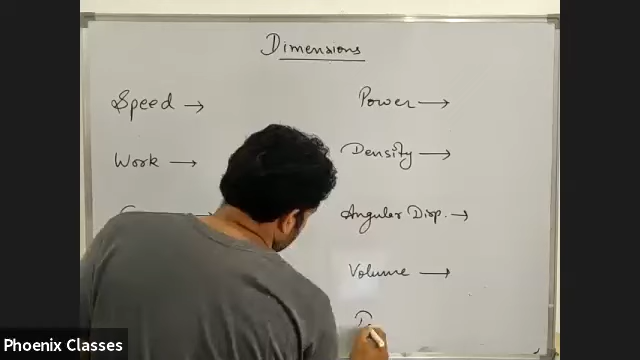 Dimensions
Speed →
Power →
Work →
Density →
Angular Disp. →
Volume →
Phoenix Classes